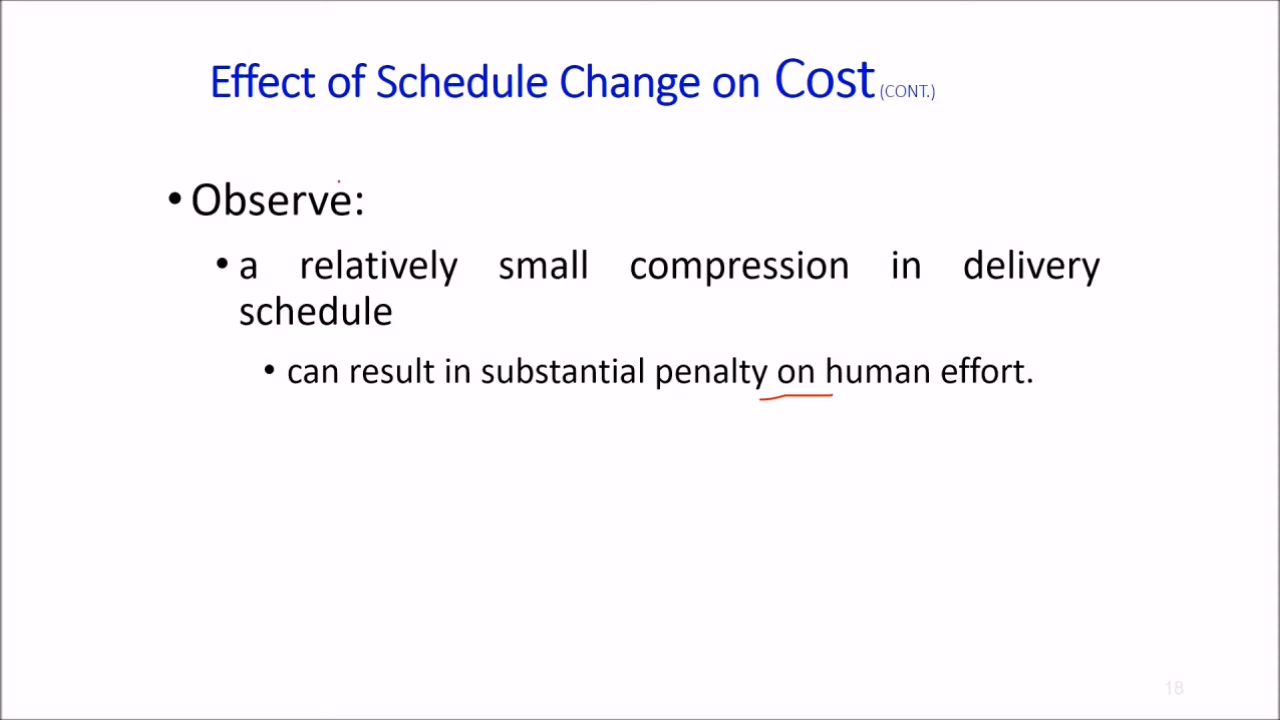 Effect of Schedule Change on Cost (CONT.)
• Observe:
• a relatively small compression in delivery
schedule
• can result in substantial penalty on human effort.
18